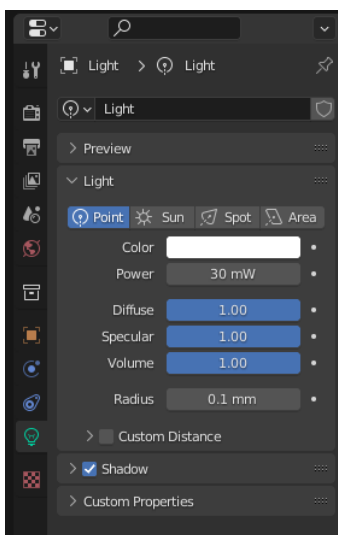 Light > Light
Light
Preview
Light
Point Sun Spot Area
Color
Power 30 mW
Diffuse 1.00
Specular 1.00
Volume 1.00
Radius 0.1 mm
Custom Distance
Shadow
Custom Properties